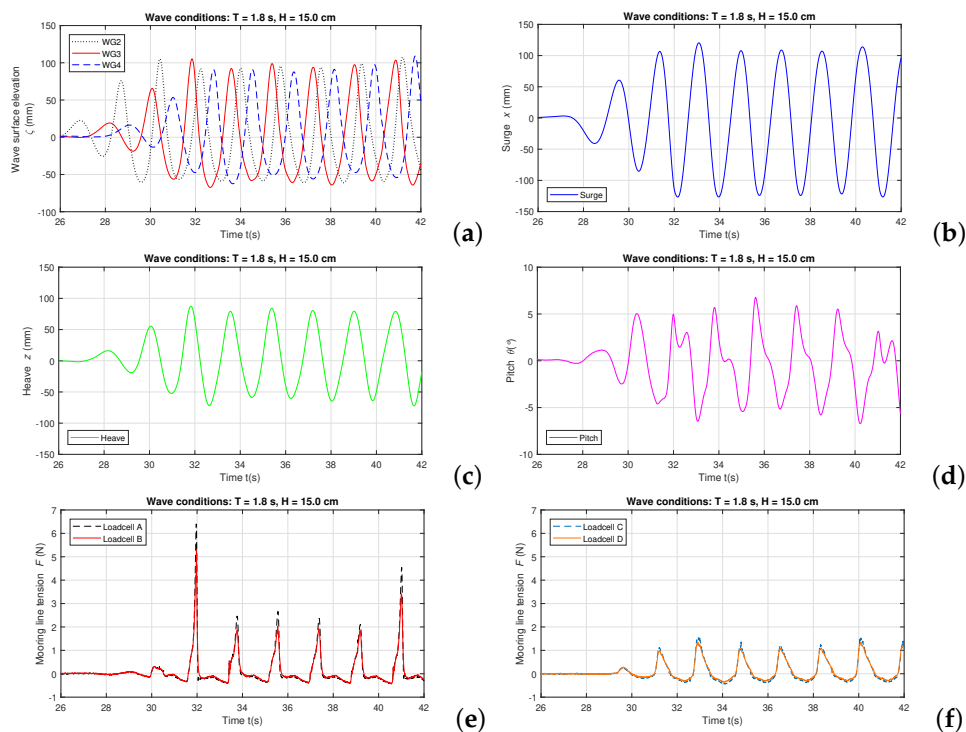 Wave conditions: T = 1.8 s, H = 15.0 cm
Wave surface elevation
ζ (mm)
150
100
50
0
-50
-100
WG2
WG3
WG4
26 28 30 32 34 36 38 40 42
Time t(s)
(a)
Wave conditions: T = 1.8 s, H = 15.0 cm
Surge x (mm)
150
100
50
0
-50
-100
-150
Surge
26 28 30 32 34 36 38 40 42
Time t(s)
(b)
Wave conditions: T = 1.8 s, H = 15.0 cm
Heave z (mm)
150
100
50
0
-50
-100
-150
Heave
26 28 30 32 34 36 38 40 42
Time t(s)
(c)
Wave conditions: T = 1.8 s, H = 15.0 cm
Pitch θ(º)
10
5
0
-5
-10
Pitch
26 28 30 32 34 36 38 40 42
Time t(s)
(d)
Wave conditions: T = 1.8 s, H = 15.0 cm
Mooring line tension F (N)
7
6
5
4
3
2
1
0
-1
Loadcell A
Loadcell B
26 28 30 32 34 36 38 40 42
Time t(s)
(e)
Wave conditions: T = 1.8 s, H = 15.0 cm
Mooring line tension F (N)
7
6
5
4
3
2
1
0
-1
Loadcell C
Loadcell D
26 28 30 32 34 36 38 40 42
Time t(s)
(f)